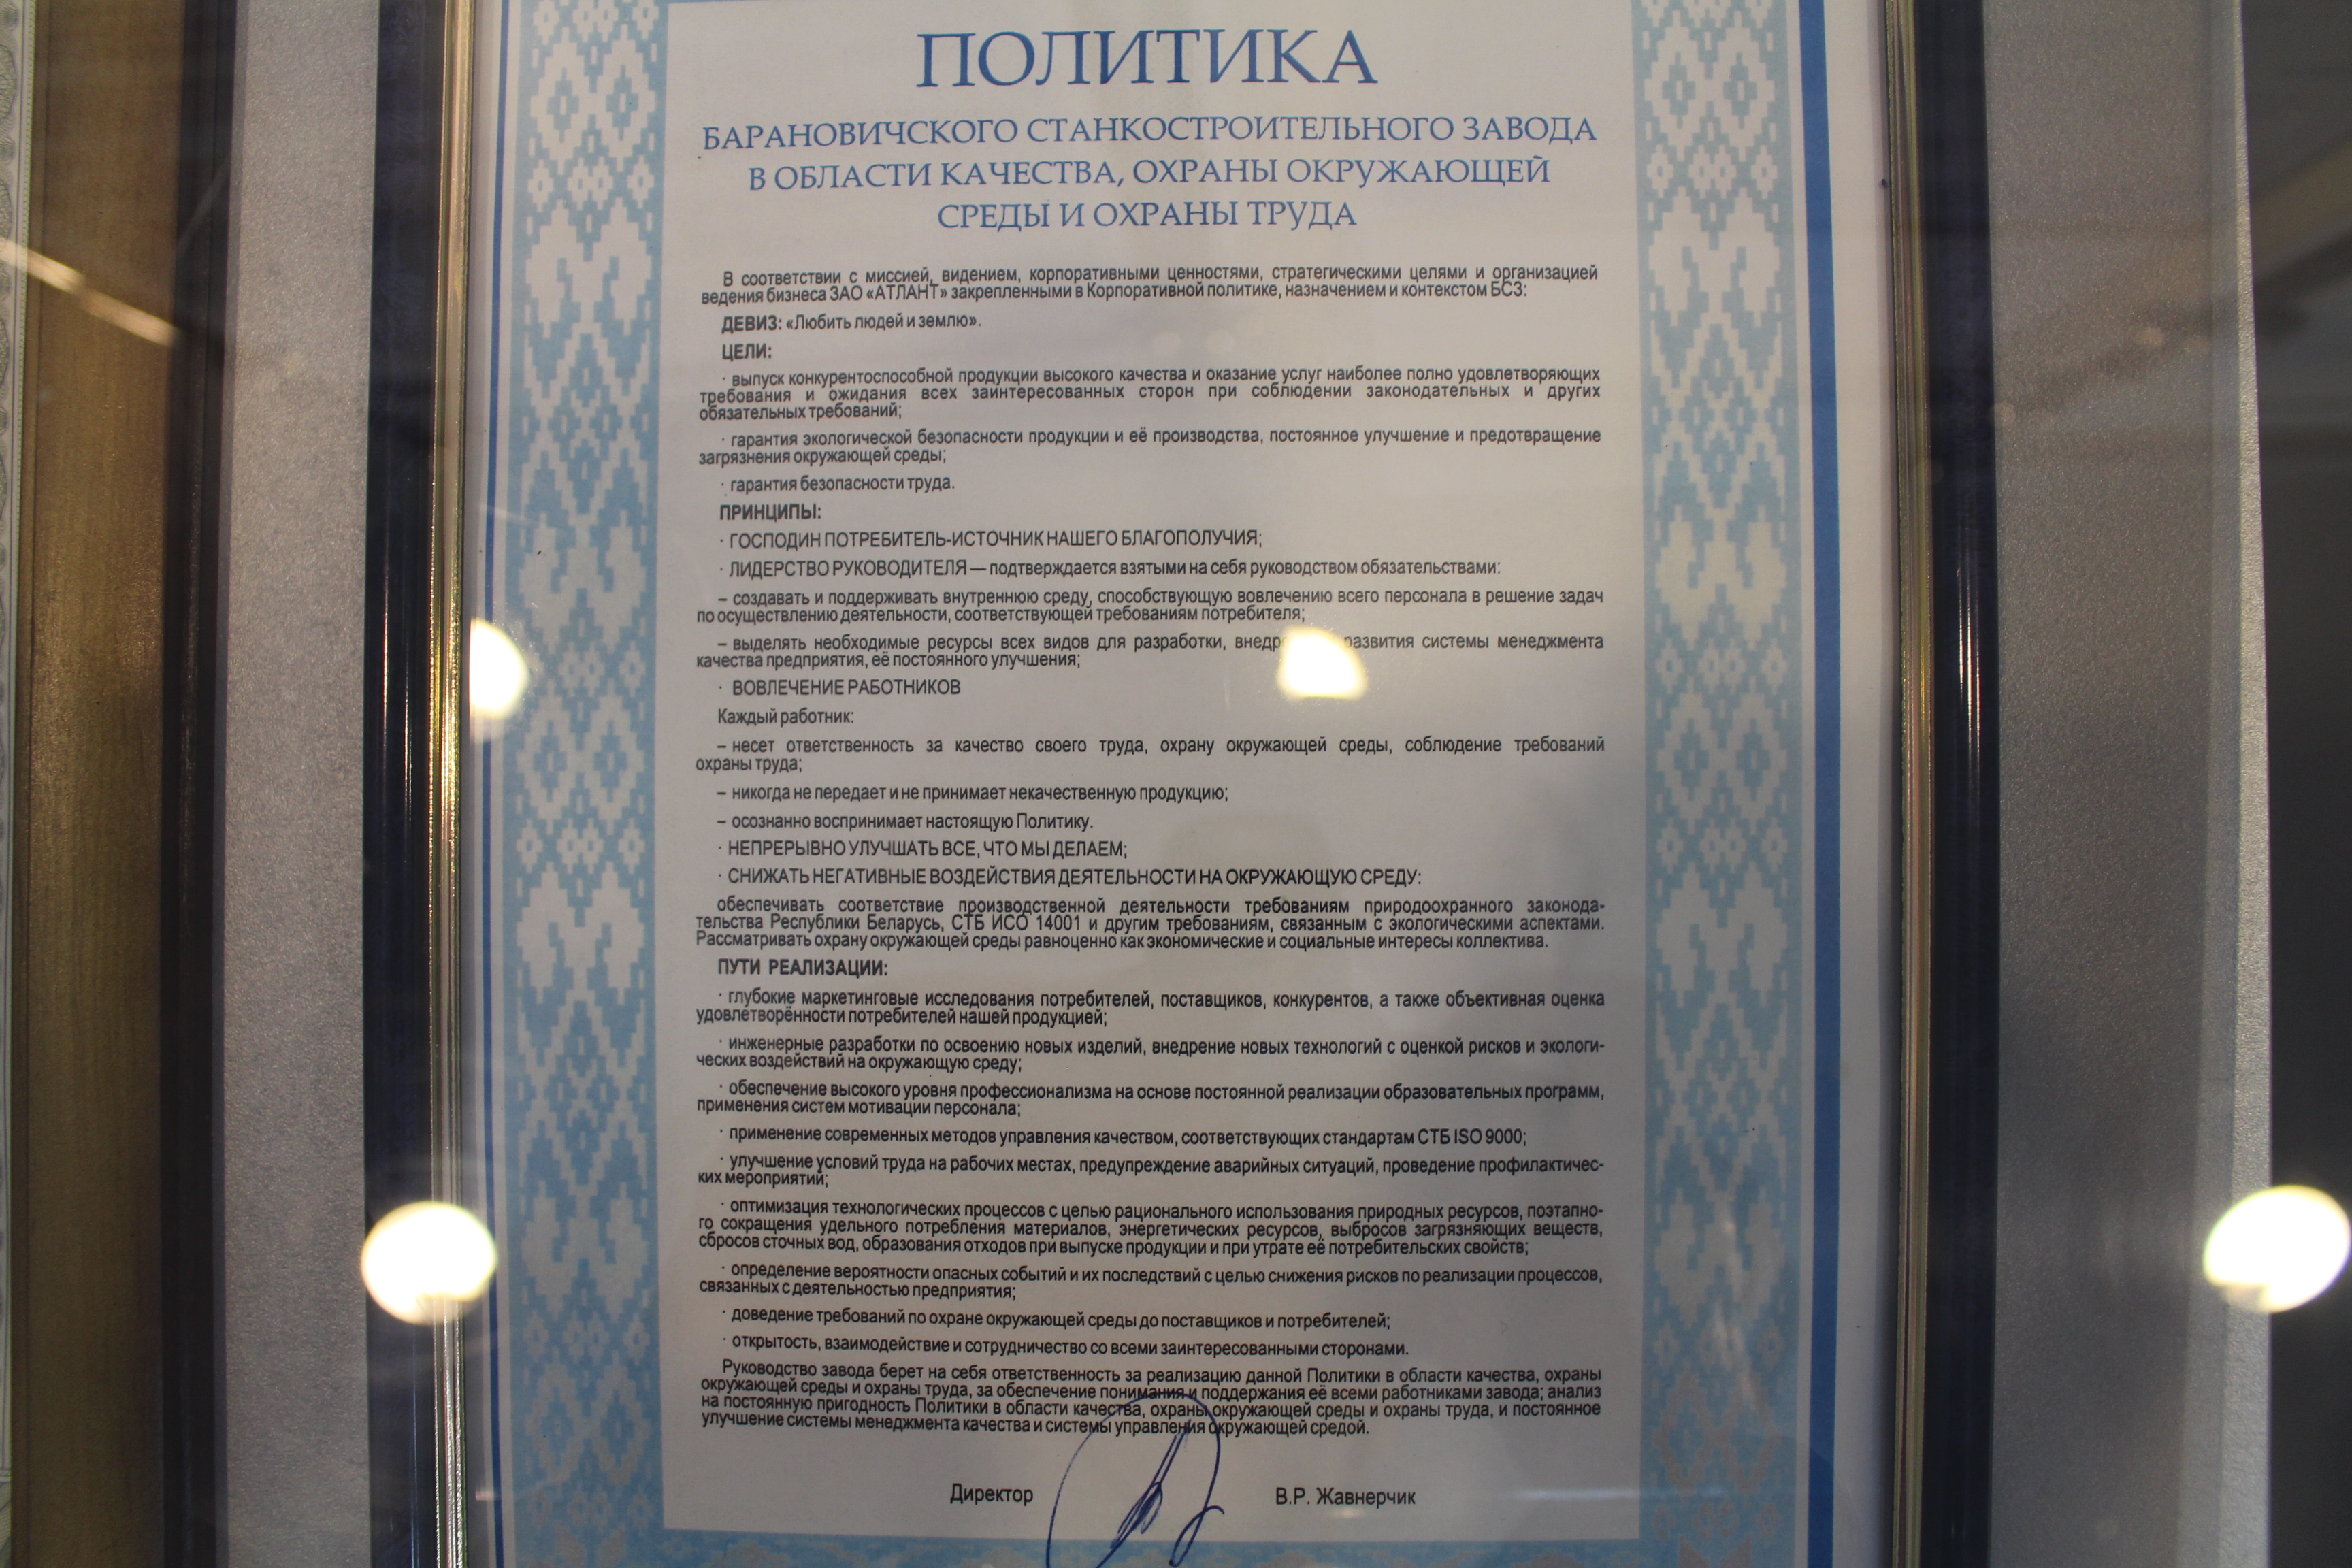 ПОЛИТИКА
БАРАНОВИЧСКОГО СТАНКОСТРОИТЕЛЬНОГО ЗАВОДА
В ОБЛАСТИ КАЧЕСТВА, ОХРАНЫ ОКРУЖАЮЩЕЙ
СРЕДЫ И ОХРАНЫ ТРУДА
В соответствии с миссией, видением, корпоративными ценностями, стратегическими целями и организацией
ведения бизнеса ЗАО «АТЛАНТ» закрепленными в Корпоративной политике, назначением и контекстом БСЗ:
ДЕВИЗ: «Любить людей и землю».
ЦЕЛИ:
· выпуск конкурентоспособной продукции высокого качества и оказание услуг наиболее полно удовлетворяющих
требования и ожидания всех заинтересованных сторон при соблюдении законодательных и других
обязательных требований;
· гарантия экологической безопасности продукции и её производства, постоянное улучшение и предотвращение
загрязнения окружающей среды;
· гарантия безопасности труда.
ПРИНЦИПЫ:
· ГОСПОДИН ПОТРЕБИТЕЛЬ-ИСТОЧНИК НАШЕГО БЛАГОПОЛУЧИЯ;
· ЛИДЕРСТВО РУКОВОДИТЕЛЯ — подтверждается взятыми на себя руководством обязательствами:
– создавать и поддерживать внутреннюю среду, способствующую вовлечению всего персонала в решение задач
по осуществлению деятельности, соответствующей требованиям потребителя;
– выделять необходимые ресурсы всех видов для разработки, развития системы менеджмента
качества предприятия, её постоянного улучшения;
· ВОВЛЕЧЕНИЕ РАБОТНИКОВ
Каждый работник:
– несет ответственность за качество своего труда, охрану окружающей среды, соблюдение требований
охраны труда;
– никогда не передает и не принимает некачественную продукцию;
– осознанно воспринимает настоящую Политику.
· НЕПРЕРЫВНО УЛУЧШАТЬ ВСЕ, ЧТО МЫ ДЕЛАЕМ;
· СНИЖАТЬ НЕГАТИВНЫЕ ВОЗДЕЙСТВИЯ ДЕЯТЕЛЬНОСТИ НА ОКРУЖАЮЩУЮ СРЕДУ:
обеспечивать соответствие производственной деятельности требованиям природоохранного законода-
тельства Республики Беларусь, СТБ ИСО 14001 и другим требованиям, связанным с экологическими аспектами.
Рассматривать охрану окружающей среды равноценно как экономические и социальные интересы коллектива.
ПУТИ РЕАЛИЗАЦИИ:
· глубокие маркетинговые исследования потребителей, поставщиков, конкурентов, а также объективная оценка
удовлетворённости потребителей нашей продукцией;
· инженерные разработки по освоению новых изделий, внедрение новых технологий с оценкой рисков и экологи-
ческих воздействий на окружающую среду;
· обеспечение высокого уровня профессионализма на основе постоянной реализации образовательных программ,
применения систем мотивации персонала;
· применение современных методов управления качеством, соответствующих стандартам СТБ ISO 9000;
· улучшение условий труда на рабочих местах, предупреждение аварийных ситуаций, проведение профилактичес-
ких мероприятий;
· оптимизация технологических процессов с целью рационального использования природных ресурсов, поэтапно-
го сокращения удельного потребления материалов, энергетических ресурсов, выбросов загрязняющих веществ,
сбросов сточных вод, образования отходов при выпуске продукции и при утрате её потребительских свойств;
· определение вероятности опасных событий и их последствий с целью снижения рисков по реализации процессов,
связанных с деятельностью предприятия;
· доведение требований по охране окружающей среды до поставщиков и потребителей;
· открытость, взаимодействие и сотрудничество со всеми заинтересованными сторонами.
Руководство завода берет на себя ответственность за реализацию данной Политики в области качества, охраны
окружающей среды и охраны труда, за обеспечение понимания и поддержания её всеми работниками завода; анализ
на постоянную пригодность Политики в области качества, охраны окружающей среды и охраны труда, и постоянное
улучшение системы менеджмента качества и системы управления окружающей средой.
Директор В.Р. Жавнерчик